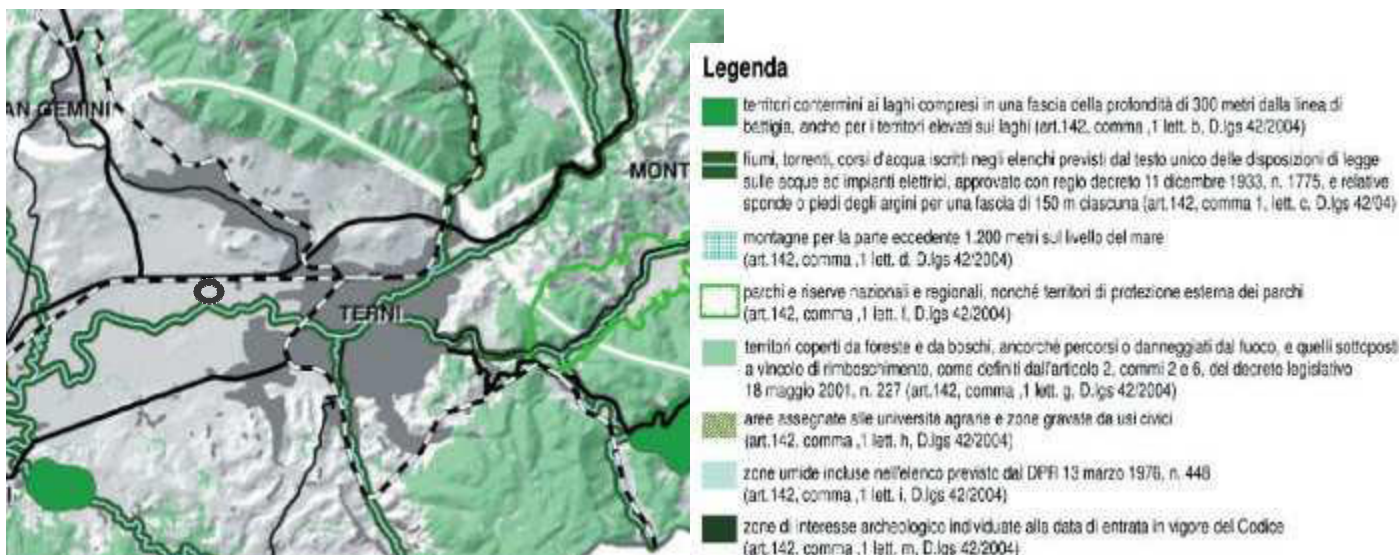 AN GEMINI
MONT
TERNI
I
Legenda
territori contermini ai laghi compresi in una fascia della profondità di 300 metri dalla linea di
battigia, anche per i territori elevati sui laghi (art.142, comma ,1 lett. b, D.lgs 42/2004)
fiumi, torrenti, corsi d'acqua iscritti negli elenchi previsti dal testo unico delle disposizioni di legge
sulle acque ed impianti elettrici, approvato con regio decreto 11 dicembre 1933, n. 1775, e relative
sponde o piedi degli argini per una fascia di 150 m ciascuna (art.142, comma 1, lett. c, D.lgs 42/04)
montagne per la parte eccedente 1.200 metri sul livello del mare
(art.142, comma ,1 lett. d, D.lgs 42/2004)
parchi e riserve nazionali e regionali, nonché territori di protezione esterna dei parchi
(art.142, comma ,1 lett. f, D.lgs 42/2004)
territori coperti da foreste e da boschi, ancorché percorsi o danneggiati dal fuoco, e quelli sottoposti
a vincolo di rimboschimento, come definiti dall'articolo 2, commi 2 e 6, del decreto legislativo
18 maggio 2001, n. 227 (art.142, comma ,1 lett. g, D.lgs 42/2004)
aree assegnate alle università agrarie e zone gravate da usi civici
(art.142, comma ,1 lett. h, D.lgs 42/2004)
zone umide incluse nell'elenco previsto dal DPR 13 marzo 1976, n. 448
(art.142, comma ,1 lett. i, D.lgs 42/2004)
zone di interesse archeologico individuate alla data di entrata in vigore del Codice
(art.142, comma ,1 lett. m, D.lgs 42/2004)